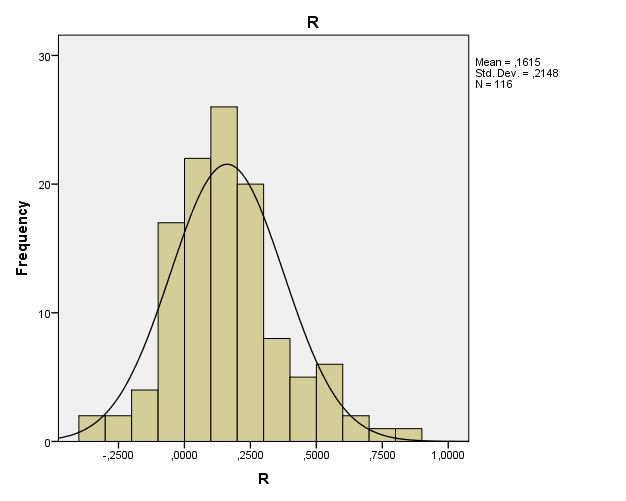 R
Mean = ,1615
Std. Dev. = ,2148
N = 116
30
20
10
0
Frequency
-,2500
,0000
,2500
,5000
,7500
1,0000
R